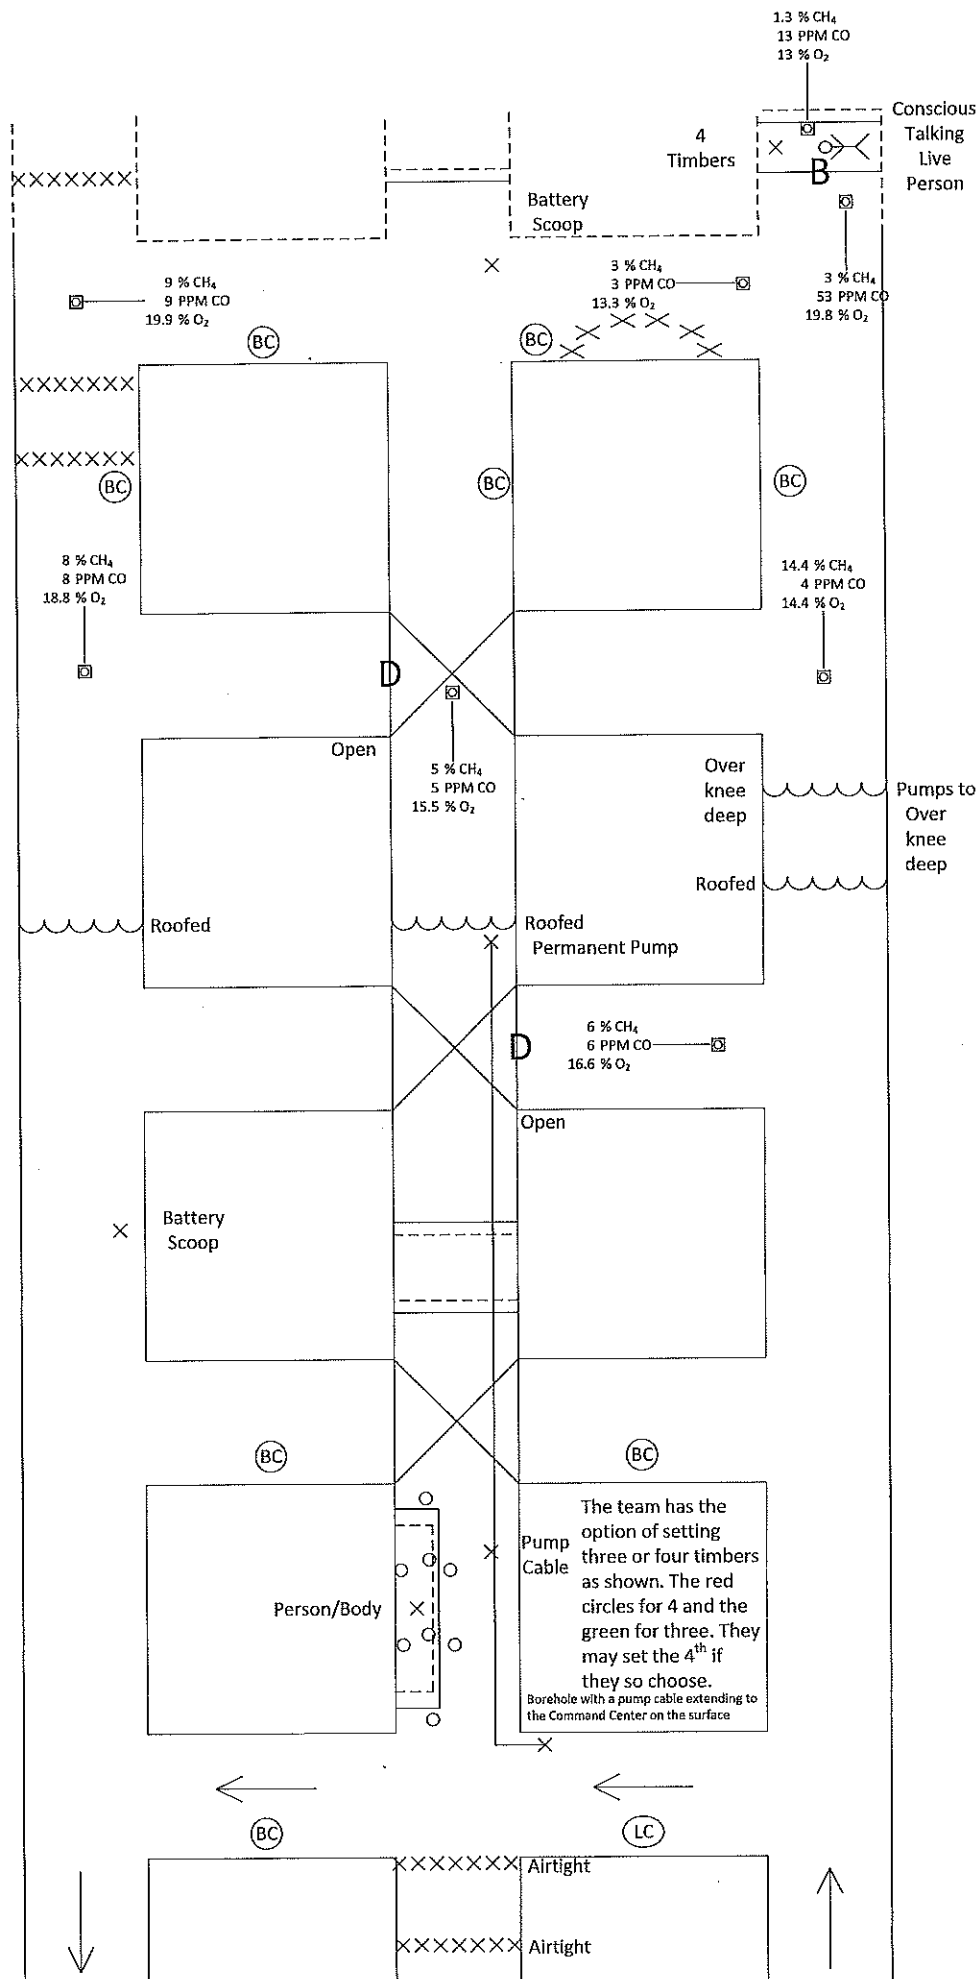 1.3 % CH₄
13 PPM CO
13 % O₂
Conscious
Talking
Live
Person
4
Timbers
B
Battery
Scoop
9 % CH₄
9 PPM CO
19.9 % O₂
3 % CH₄
3 PPM CO
13.3 % O₂
3 % CH₄
53 PPM CO
19.8 % O₂
BC
BC
BC
BC
BC
8 % CH₄
8 PPM CO
18.8 % O₂
14.4 % CH₄
4 PPM CO
14.4 % O₂
D
Open
5 % CH₄
5 PPM CO
15.5 % O₂
Over
knee
deep
Pumps to
Over
knee
deep
Roofed
Roofed
Roofed
Permanent Pump
6 % CH₄
6 PPM CO
16.6 % O₂
D
Open
Battery
Scoop
BC
BC
Person/Body
Pump
Cable
The team has the
option of setting
three or four timbers
as shown. The red
circles for 4 and the
green for three. They
may set the 4th if
they so choose.
Borehole with a pump cable extending to
the Command Center on the surface
BC
LC
Airtight
Airtight